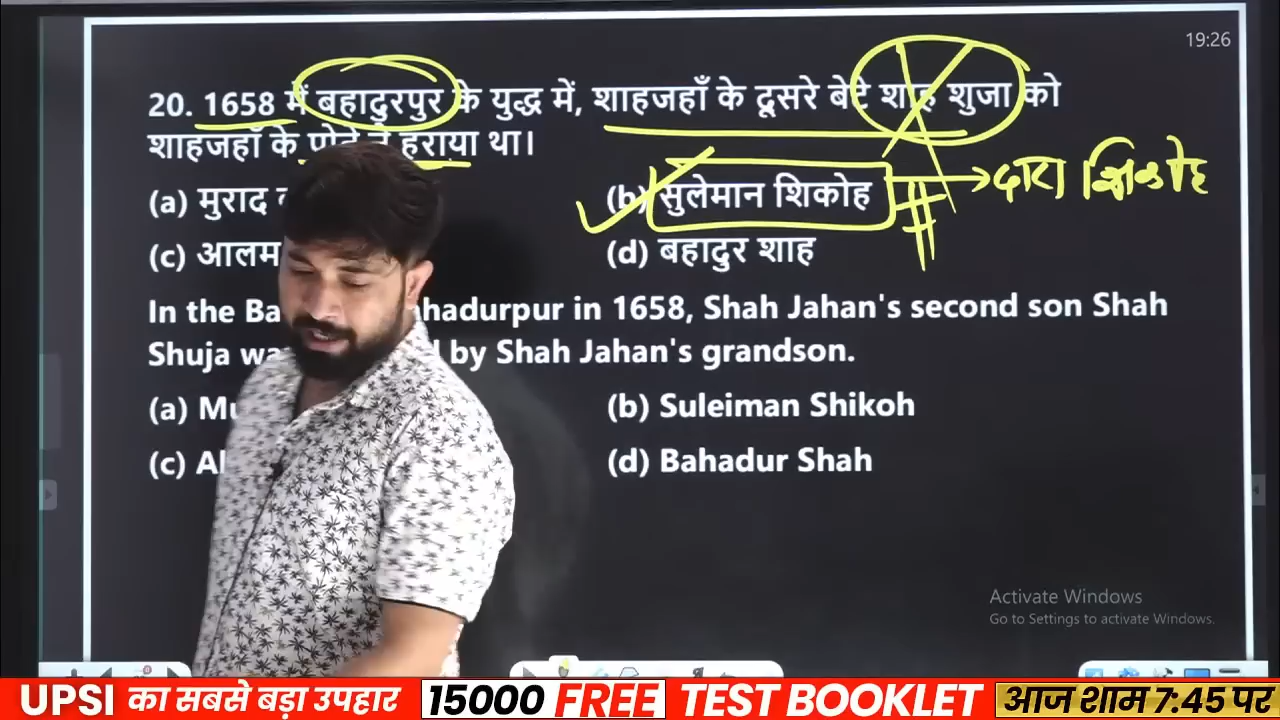 19:26
20. 1658 में बहादुरपुर के युद्ध में, शाहजहाँ के दूसरे बेटे शाह शुजा को
शाहजहाँ के पोते ने हराया था।
(a) मुराद
(b) सुलेमान शिकोह → दारा शिकोह
(c) आलम
(d) बहादुर शाह
In the Ba hadurpur in 1658, Shah Jahan's second son Shah
Shuja wa by Shah Jahan's grandson.
(a) Mu
(b) Suleiman Shikoh
(c) Al
(d) Bahadur Shah
Activate Windows
Go to Settings to activate Windows.
UPSI का सबसे बड़ा उपहार 15000 FREE TEST BOOKLET आज शाम 7:45 पर